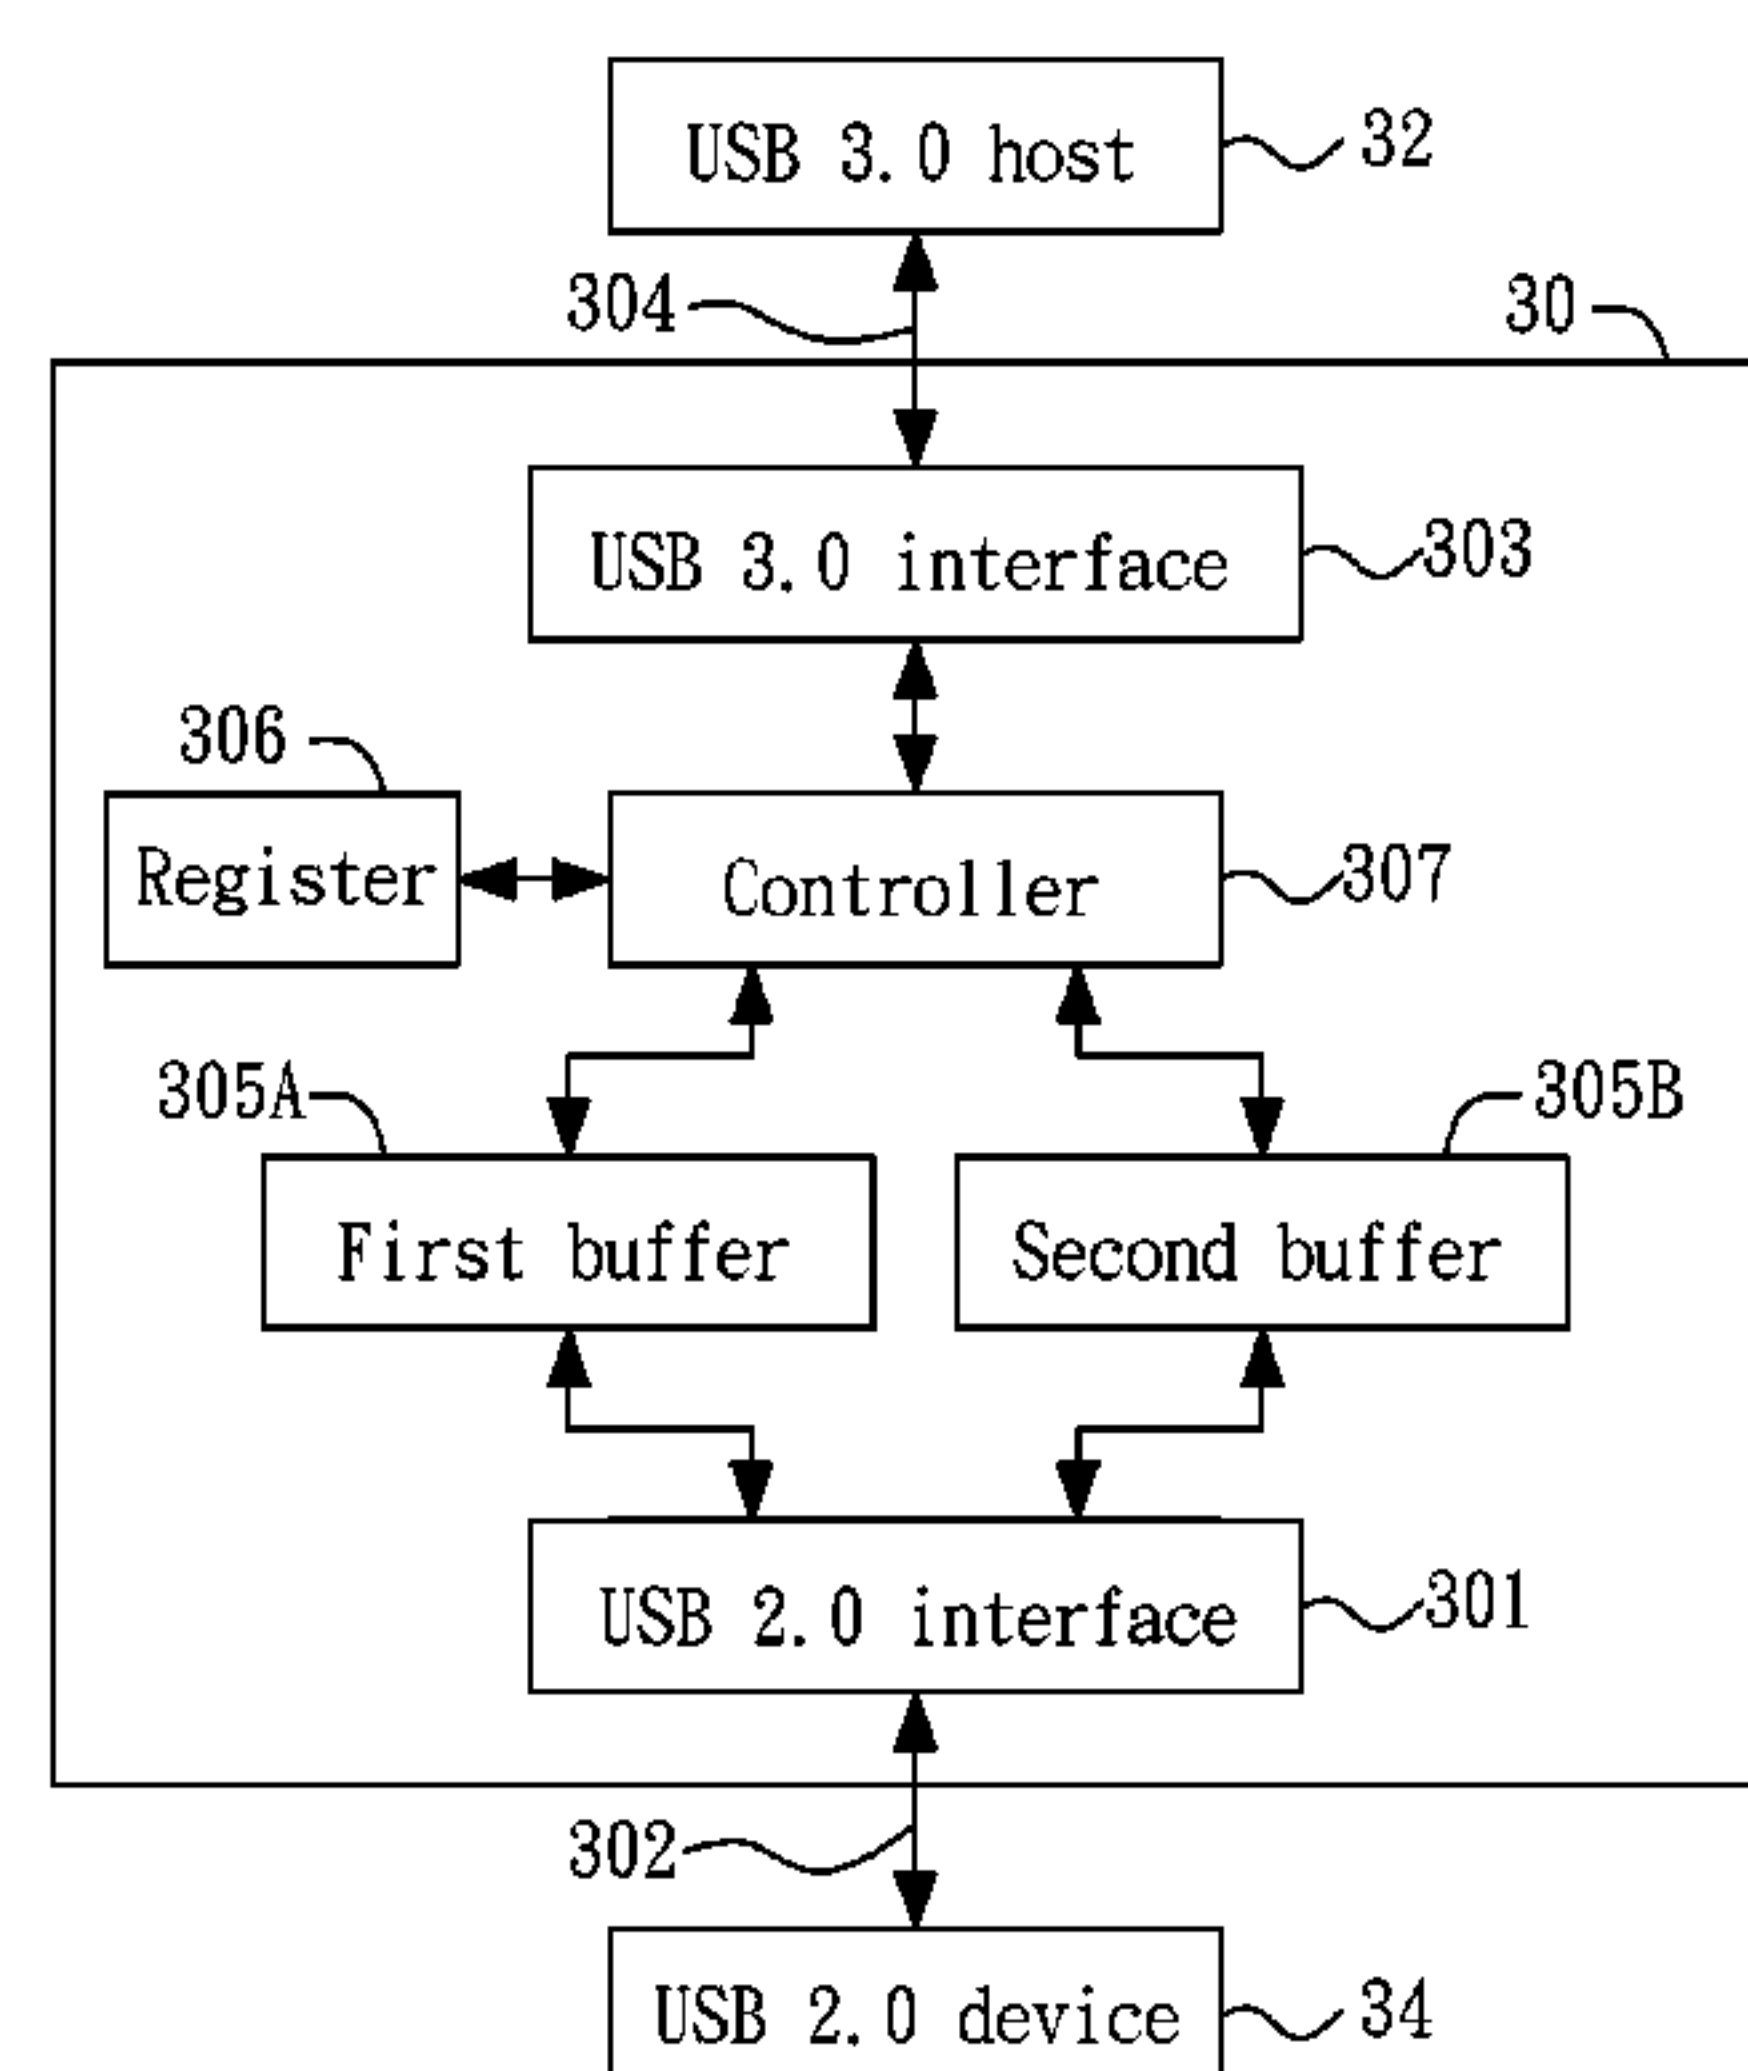 USB 3.0 host
32
304
30
USB 3.0 interface
303
306
Register
Controller
307
305A
305B
First buffer
Second buffer
USB 2.0 interface
301
302
USB 2.0 device
34